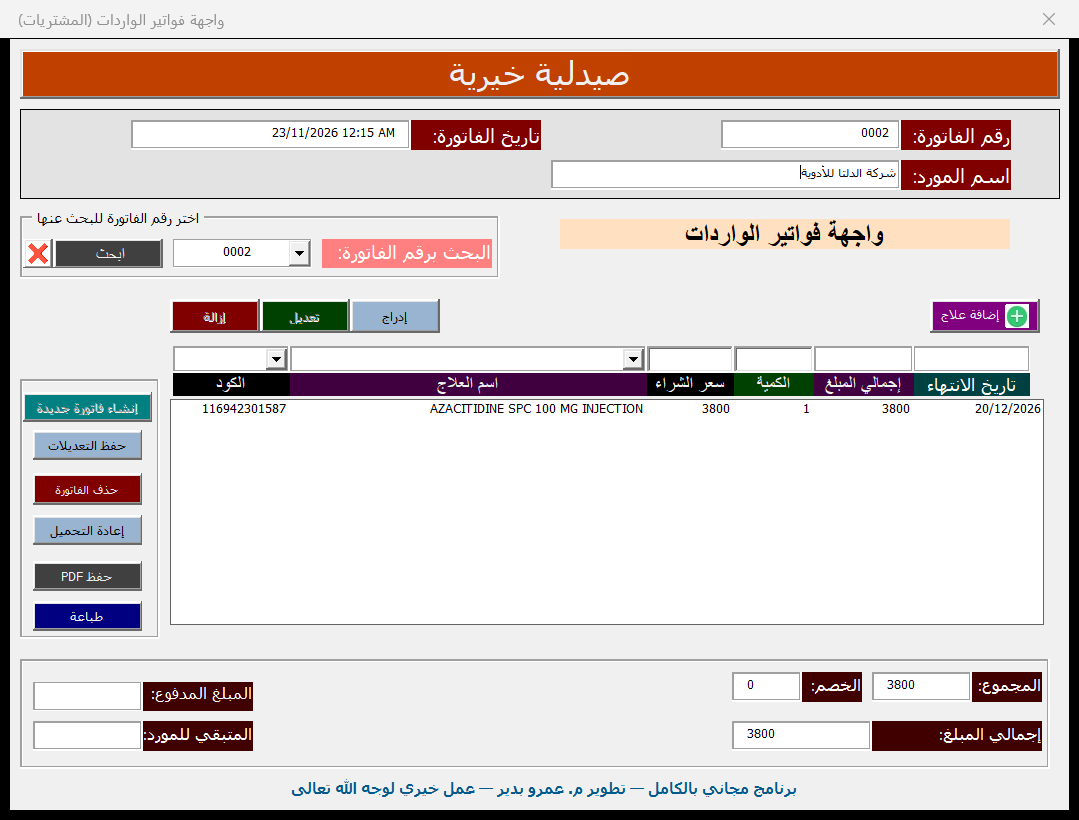 واجهة فواتير الواردات (المشتريات)
صيدلية خيرية
رقم الفاتورة: 0002
تاريخ الفاتورة: 23/11/2026 12:15 AM
اسم المورد: شركة الدلتا للأدوية
واجهة فواتير الواردات
اختر رقم الفاتورة للبحث عنها
البحث برقم الفاتورة: 0002 ابحث
إضافة علاج
إدراج تعديل إزالة
تاريخ الانتهاء إجمالي المبلغ الكمية سعر الشراء اسم العلاج الكود
20/12/2026 3800 1 3800 AZACITIDINE SPC 100 MG INJECTION 116942301587
إنشاء فاتورة جديدة
حفظ التعديلات
حذف الفاتورة
إعادة التحميل
حفظ PDF
طباعة
المجموع: 3800 الخصم: 0
إجمالي المبلغ: 3800
المبلغ المدفوع:
المتبقي للمورد:
برنامج مجاني بالكامل — تطوير م. عمرو بدير — عمل خيري لوجه الله تعالى